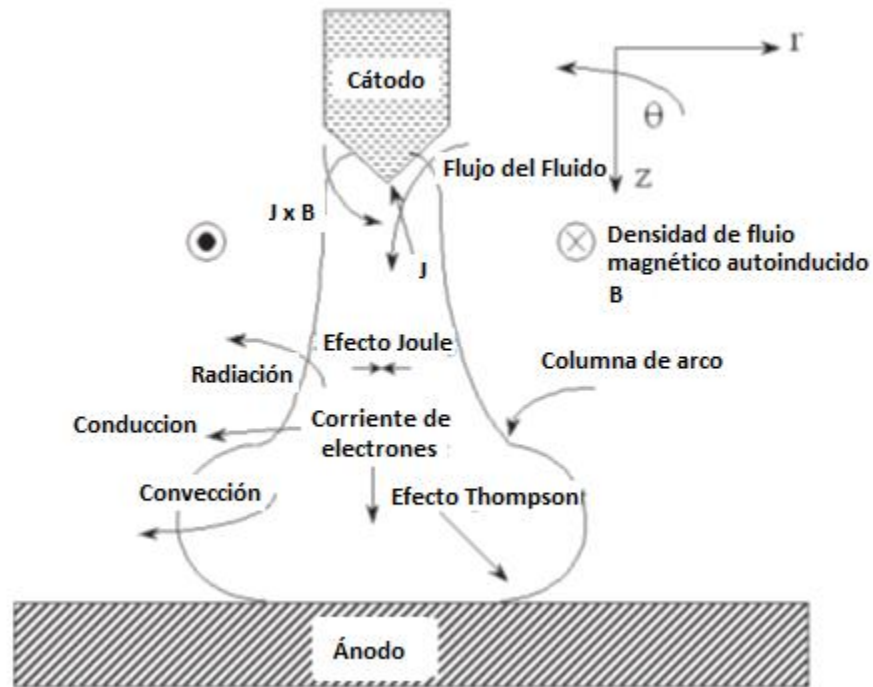 Cátodo
r
θ
z
Flujo del Fluido
J x B
J
Densidad de fluio
magnético autoinducido
B
Efecto Joule
Radiación
Columna de arco
Conduccion
Corriente de
electrones
Convección
Efecto Thompson
Ánodo